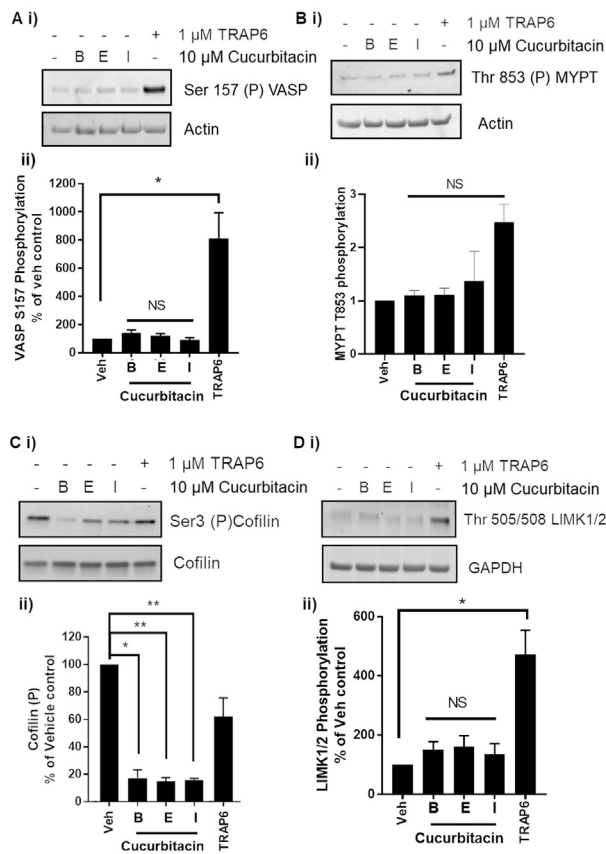 A i)
+ 1 µM TRAP6
- - - -
- B E I 10 µM Cucurbitacin
Ser 157 (P) VASP
Actin
ii)
VASP S157 Phosphorylation
% of veh control
1200
1000
800
600
400
200
0
*
NS
Veh B E I TRAP6
Cucurbitacin
B i)
+ 1 µM TRAP6
- - - -
- B E I 10 µM Cucurbitacin
Thr 853 (P) MYPT
Actin
ii)
MYPT T853 phosphorylation
3
2
1
0
NS
Veh B E I TRAP6
Cucurbitacin
C i)
- - - - + 1 µM TRAP6
- B E I - 10 µM Cucurbitacin
Ser3 (P)Cofilin
Cofilin
ii)
Cofilin (P)
% of Vehicle control
120
100
80
60
40
20
0
**
**
*
Veh B E I TRAP6
Cucurbitacin
D i)
- - - - + 1 µM TRAP6
- B E I - 10 µM Cucurbitacin
Thr 505/508 LIMK1/2
GAPDH
ii)
LIMK1/2 Phosphorylation
% of Veh control
600
400
200
0
*
NS
Veh B E I TRAP6
Cucurbitacin